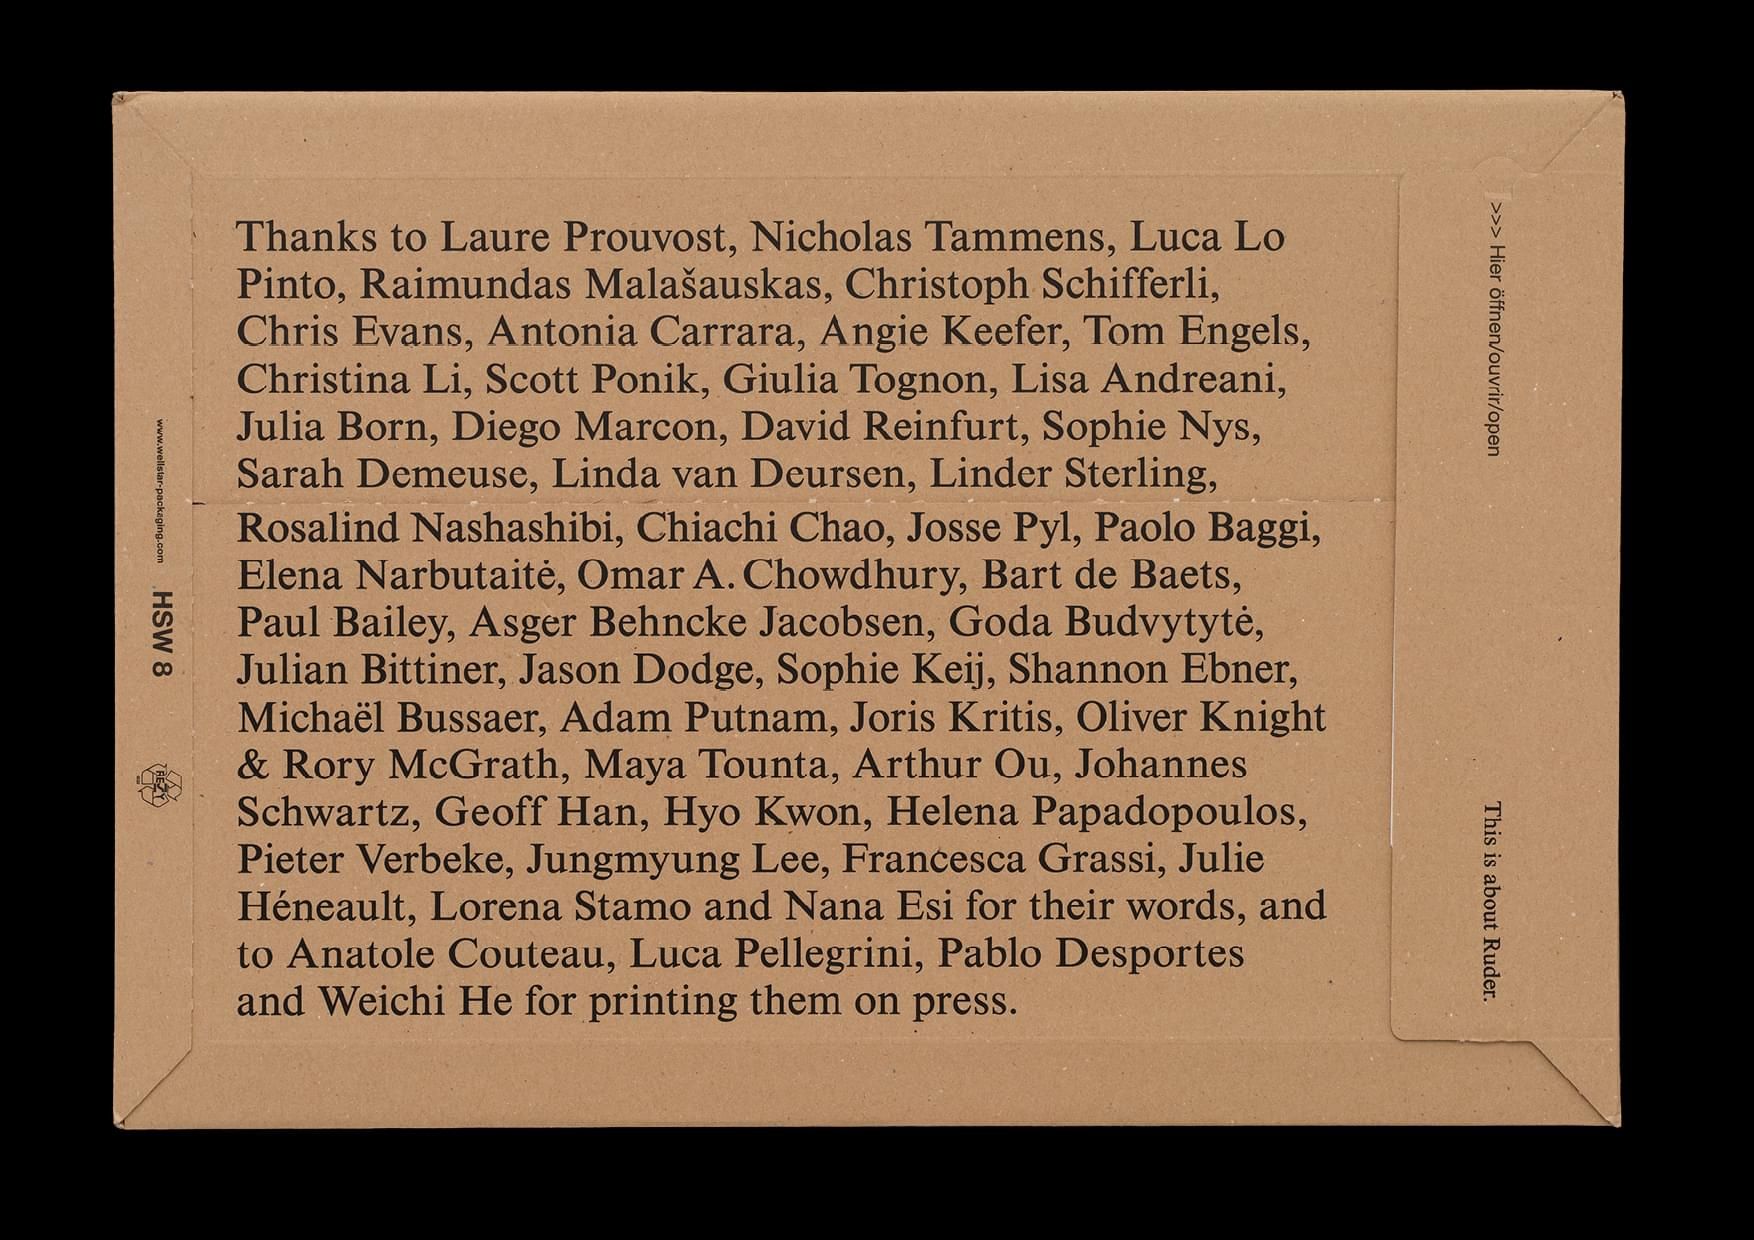 Thanks to Laure Prouvost, Nicholas Tammens, Luca Lo
Pinto, Raimundas Malašauskas, Christoph Schifferli,
Chris Evans, Antonia Carrara, Angie Keefer, Tom Engels,
Christina Li, Scott Ponik, Giulia Tognon, Lisa Andreani,
Julia Born, Diego Marcon, David Reinfurt, Sophie Nys,
Sarah Demeuse, Linda van Deursen, Linder Sterling,
Rosalind Nashashibi, Chiachi Chao, Josse Pyl, Paolo Baggi,
Elena Narbutaitė, Omar A. Chowdhury, Bart de Baets,
Paul Bailey, Asger Behncke Jacobsen, Goda Budvytytė,
Julian Bittiner, Jason Dodge, Sophie Keij, Shannon Ebner,
Michaël Bussaer, Adam Putnam, Joris Kritis, Oliver Knight
& Rory McGrath, Maya Tounta, Arthur Ou, Johannes
Schwartz, Geoff Han, Hyo Kwon, Helena Papadopoulos,
Pieter Verbeke, Jungmyung Lee, Francesca Grassi, Julie
Héneault, Lorena Stamo and Nana Esi for their words, and
to Anatole Couteau, Luca Pellegrini, Pablo Desportes
and Weichi He for printing them on press.
www.wellstar-packaging.com
HSW 8
RESY
>>> Hier öffnen/ouvrir/open
This is about Ruder.